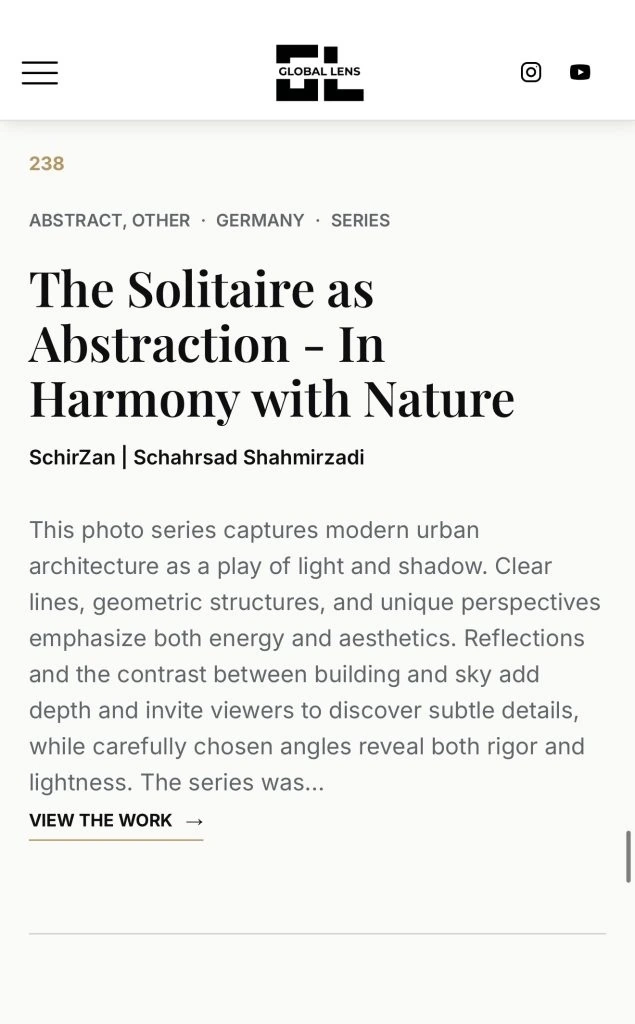 GLOBAL LENS
238
ABSTRACT, OTHER · GERMANY · SERIES
The Solitaire as
Abstraction - In
Harmony with Nature
SchirZan | Schahrsad Shahmirzadi
This photo series captures modern urban
architecture as a play of light and shadow. Clear
lines, geometric structures, and unique perspectives
emphasize both energy and aesthetics. Reflections
and the contrast between building and sky add
depth and invite viewers to discover subtle details,
while carefully chosen angles reveal both rigor and
lightness. The series was...
VIEW THE WORK →